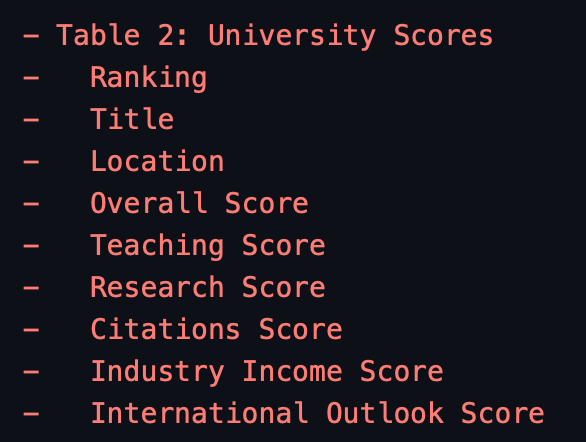 - Table 2: University Scores
-   Ranking
-   Title
-   Location
-   Overall Score
-   Teaching Score
-   Research Score
-   Citations Score
-   Industry Income Score
-   International Outlook Score